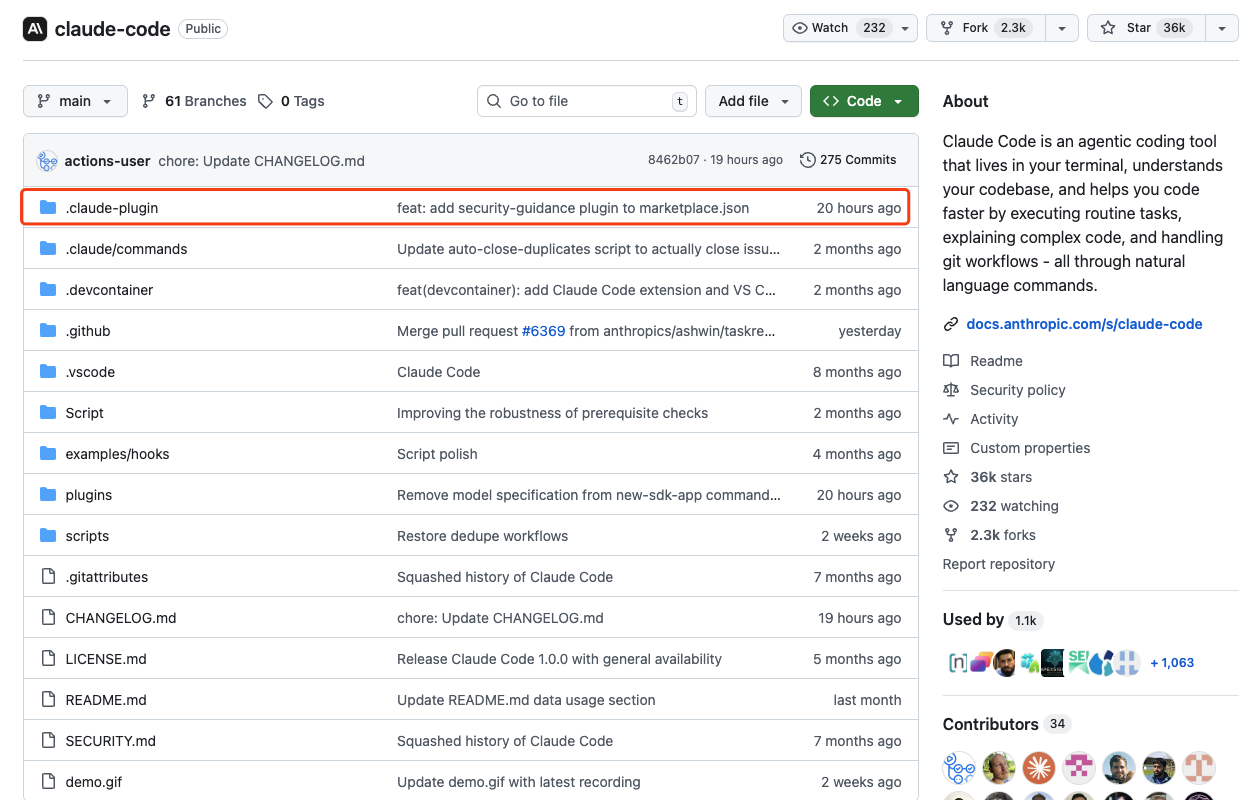 claude-code Public
Watch 232
Fork 2.3k
Star 36k
main
61 Branches
0 Tags
Go to file t
Add file
Code
actions-user chore: Update CHANGELOG.md 8462b07 · 19 hours ago 275 Commits
.claude-plugin feat: add security-guidance plugin to marketplace.json 20 hours ago
.claude/commands Update auto-close-duplicates script to actually close issu... 2 months ago
.devcontainer feat(devcontainer): add Claude Code extension and VS C... 2 months ago
.github Merge pull request #6369 from anthropics/ashwin/taskre... yesterday
.vscode Claude Code 8 months ago
Script Improving the robustness of prerequisite checks 2 months ago
examples/hooks Script polish 4 months ago
plugins Remove model specification from new-sdk-app command... 20 hours ago
scripts Restore dedupe workflows 2 weeks ago
.gitattributes Squashed history of Claude Code 7 months ago
CHANGELOG.md chore: Update CHANGELOG.md 19 hours ago
LICENSE.md Release Claude Code 1.0.0 with general availability 5 months ago
README.md Update README.md data usage section last month
SECURITY.md Squashed history of Claude Code 7 months ago
demo.gif Update demo.gif with latest recording 2 weeks ago
About
Claude Code is an agentic coding tool
that lives in your terminal, understands
your codebase, and helps you code
faster by executing routine tasks,
explaining complex code, and handling
git workflows - all through natural
language commands.
docs.anthropic.com/s/claude-code
Readme
Security policy
Activity
Custom properties
36k stars
232 watching
2.3k forks
Report repository
Used by 1.1k
+ 1,063
Contributors 34